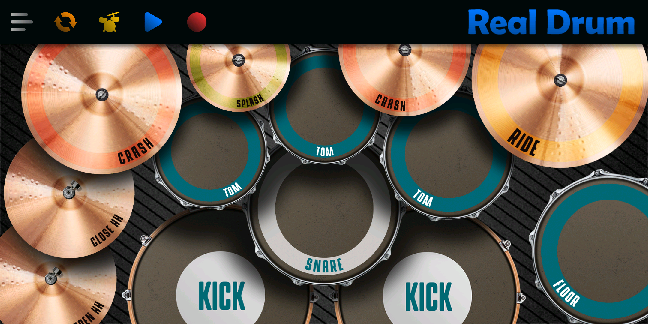 Real Drum
SPLASH
CRASH
CRASH
RIDE
TOM
TOM
TOM
CLOSE HH
SNARE
FLOOR
KICK
KICK
OPEN HH